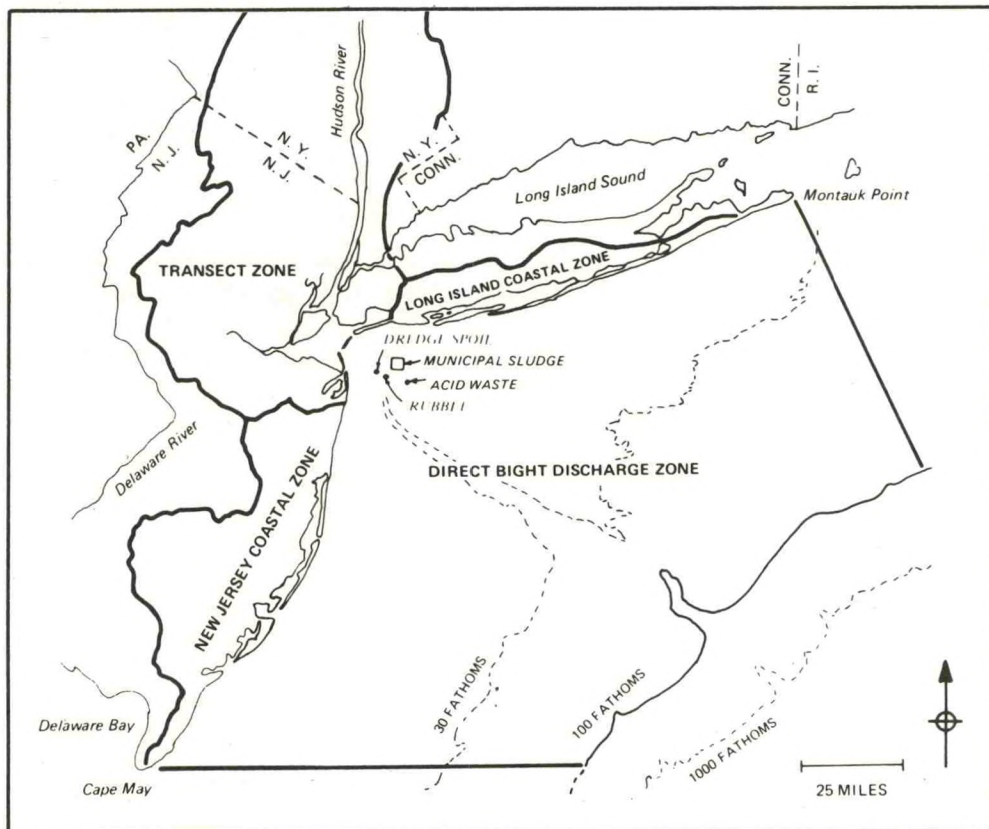 Hudson River
CONN.
R. I.
PA.
N. J.
N. Y.
N. J.
N. Y.
CONN.
Long Island Sound
Montauk Point
TRANSECT ZONE
LONG ISLAND COASTAL ZONE
DREDGE SPOIL
MUNICIPAL SLUDGE
ACID WASTE
Delaware River
DIRECT BIGHT DISCHARGE ZONE
NEW JERSEY COASTAL ZONE
30 FATHOMS
100 FATHOMS
1000 FATHOMS
Delaware Bay
Cape May
25 MILES